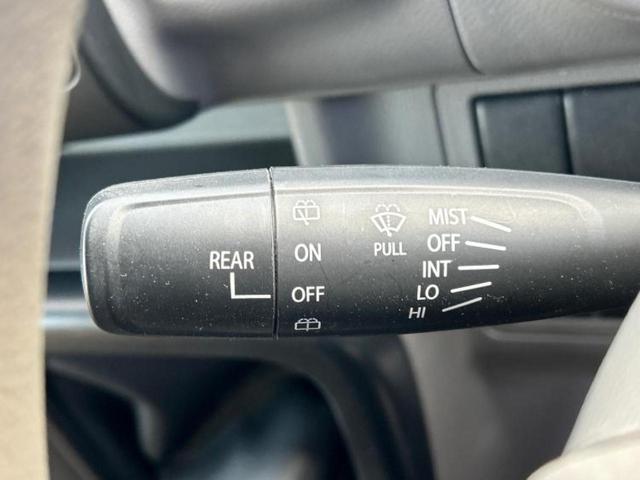 REAR
ON
OFF
PULL
MIST
OFF
INT
LO
HI